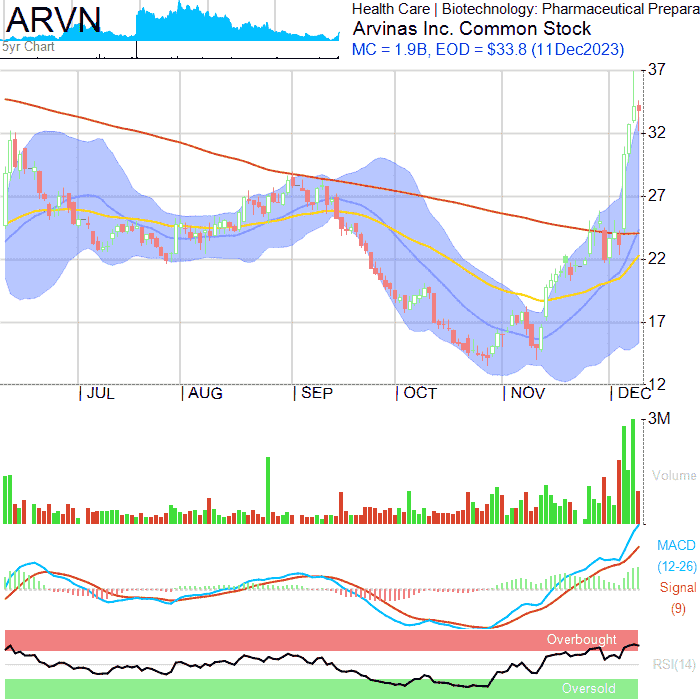 ARVN
Health Care | Biotechnology: Pharmaceutical Prepara
Arvinas Inc. Common Stock
MC = 1.9B, EOD = $33.8 (11Dec2023)
5yr Chart
37
32
27
22
17
12
|JUL |AUG |SEP |OCT |NOV |DEC
3M
Volume
MACD
(12-26)
Signal
(9)
Overbought
RSI(14)
Oversold